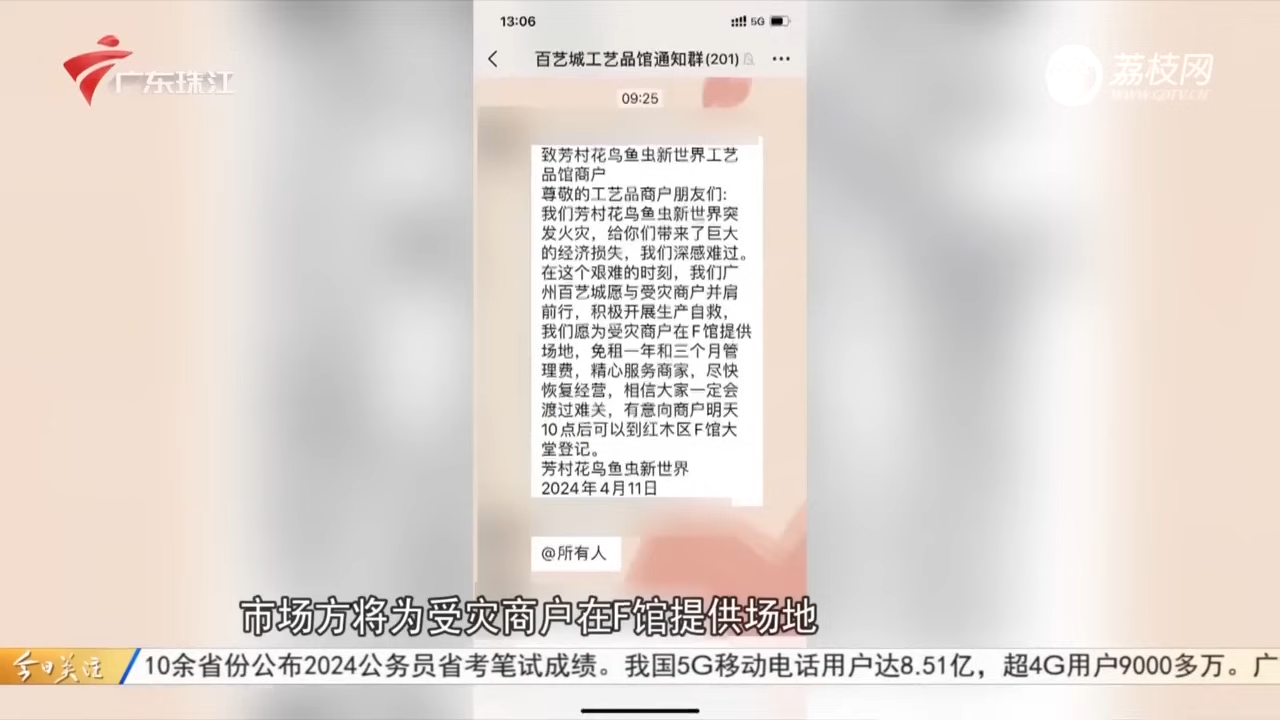 广东珠江
荔枝网
WWW.GDTV.CN
13:06
5G
百艺城工艺品馆通知群(201)
09:25
致芳村花鸟鱼虫新世界工艺
品馆商户
尊敬的工艺品商户朋友们:
我们芳村花鸟鱼虫新世界突
发火灾，给你们带来了巨大
的经济损失，我们深感难过。
在这个艰难的时刻，我们广
州百艺城愿与受灾商户并肩
前行，积极开展生产自救，
我们愿为受灾商户在F馆提供
场地，免租一年和三个月管
理费，精心服务商家，尽快
恢复经营，相信大家一定会
渡过难关，有意向商户明天
10点后可以到红木区F馆大
堂登记。
芳村花鸟鱼虫新世界
2024年4月11日
@所有人
市场方将为受灾商户在F馆提供场地
今日关注
10余省份公布2024公务员省考笔试成绩。我国5G移动电话用户达8.51亿，超4G用户9000多万。广